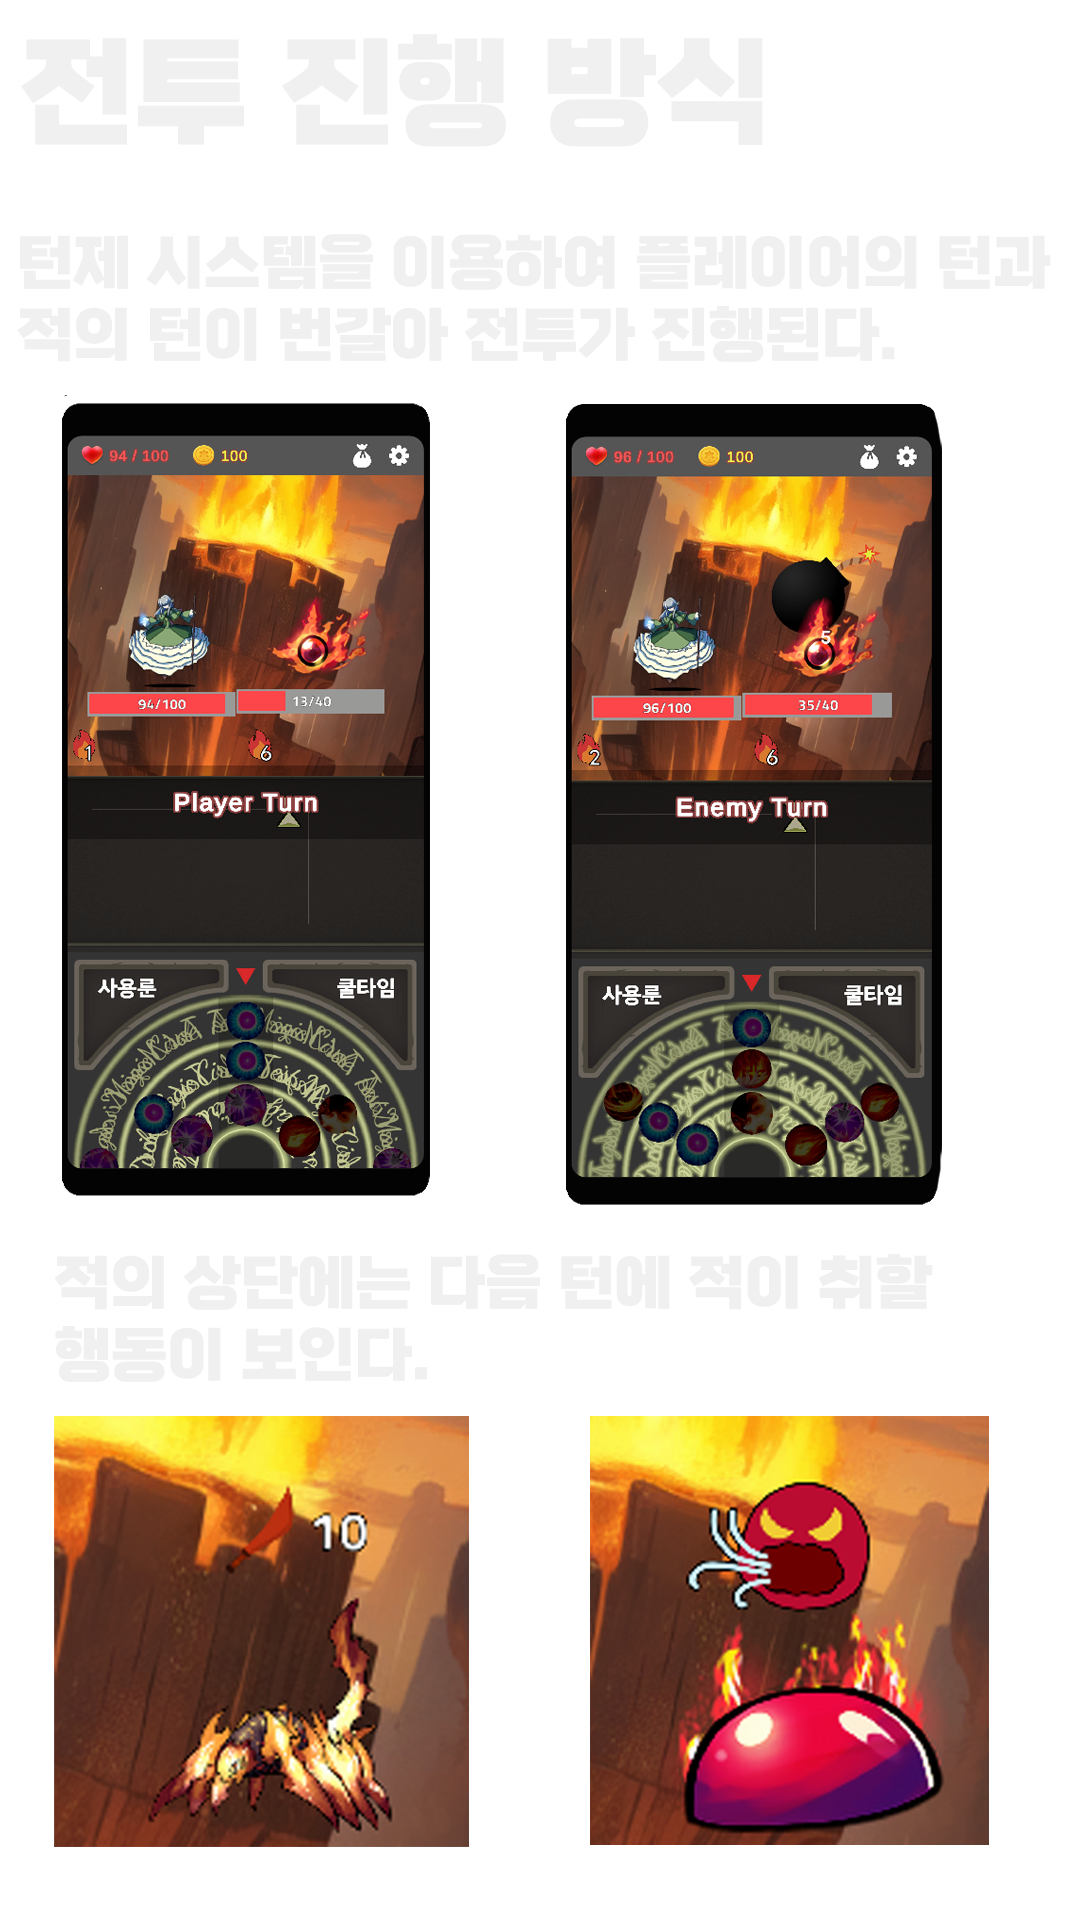 전투 진행 방식
턴제 시스템을 이용하여 플레이어의 턴과
적의 턴이 번갈아 전투가 진행된다.
94 / 100 100
94/100 13/40
1 6
Player Turn
사용룬 쿨타임
96 / 100 100
5
96/100 35/40
2 6
Enemy Turn
사용룬 쿨타임
적의 상단에는 다음 턴에 적이 취할
행동이 보인다.
10